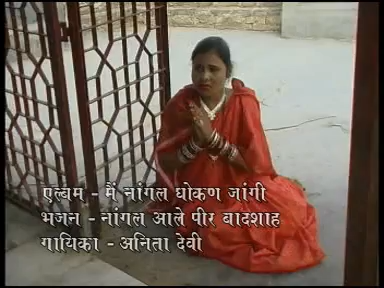 एल्बम - मैं नांगल धोकण जांगी
भजन - नांगल आले पीर बादशाह
गायिका - अनिता देवी